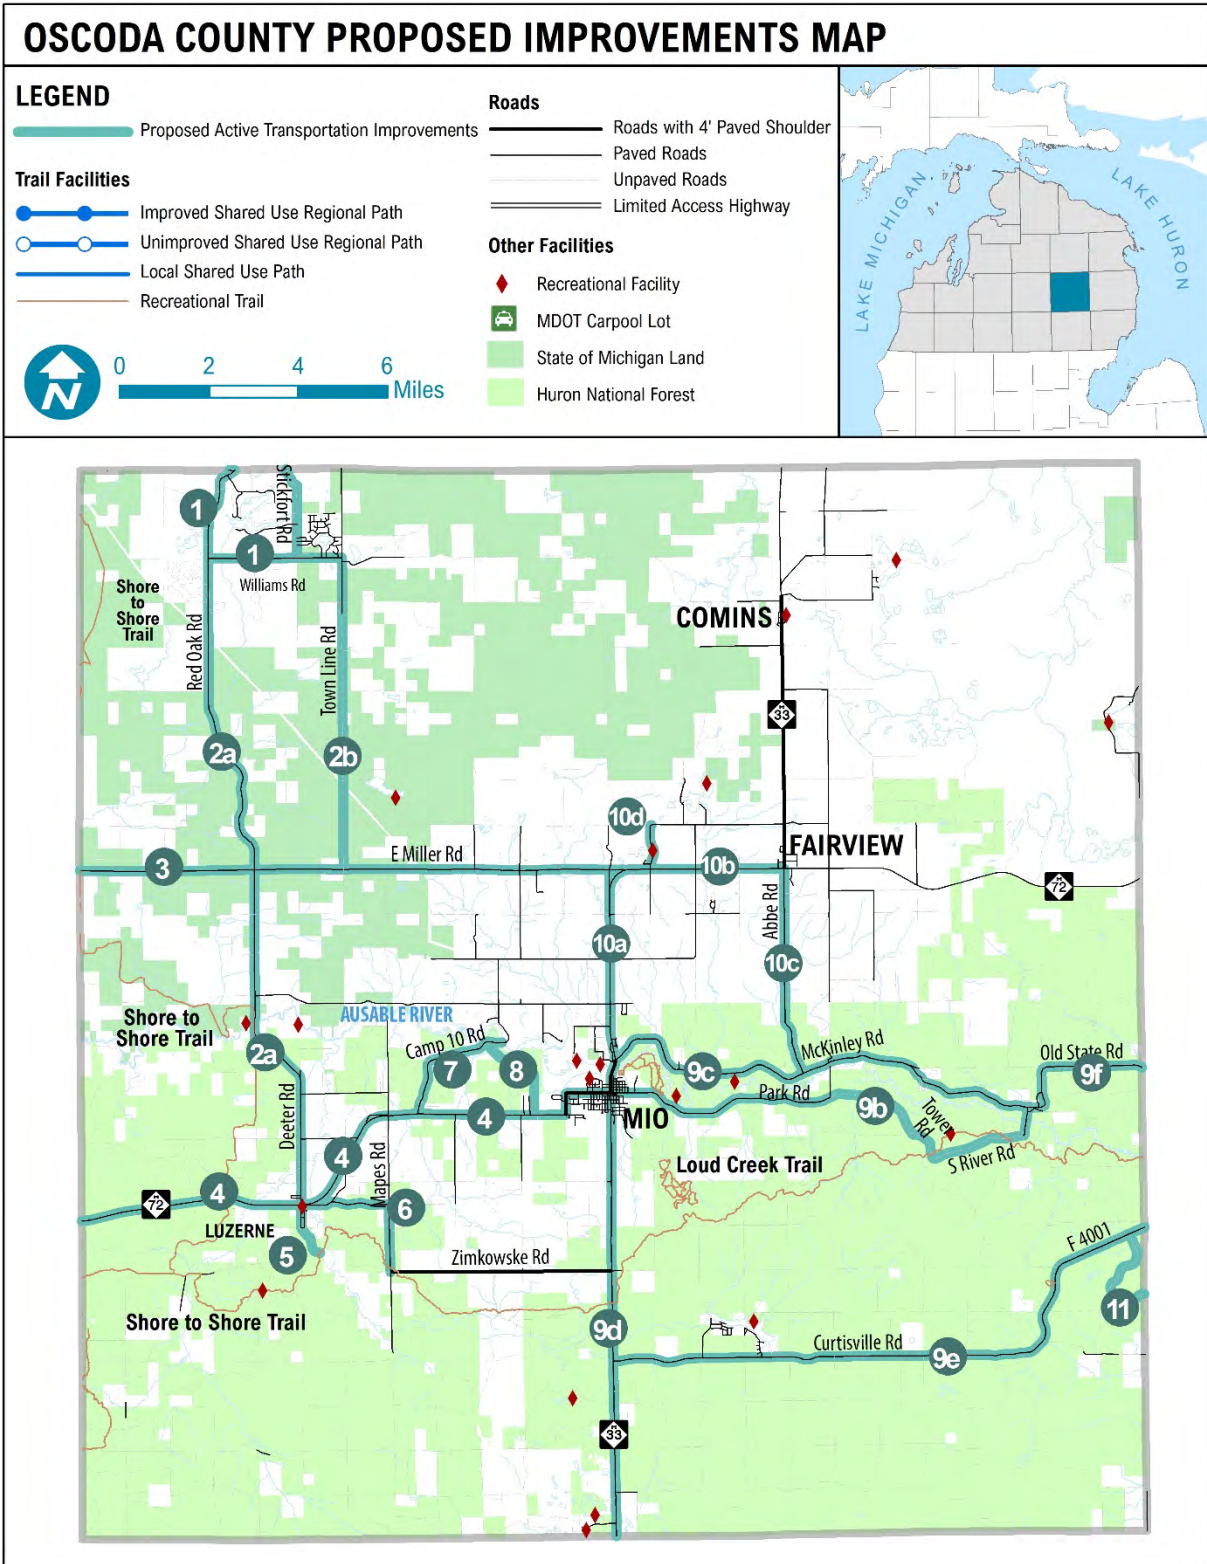 OSCODA COUNTY PROPOSED IMPROVEMENTS MAP
LEGEND
Proposed Active Transportation Improvements
Trail Facilities
Improved Shared Use Regional Path
Unimproved Shared Use Regional Path
Local Shared Use Path
Recreational Trail
N
0 2 4 6
Miles
Roads
Roads with 4' Paved Shoulder
Paved Roads
Unpaved Roads
Limited Access Highway
Other Facilities
Recreational Facility
MDOT Carpool Lot
State of Michigan Land
Huron National Forest
LAKE MICHIGAN
LAKE HURON
1
Stickfort Rd
1
Williams Rd
Shore
to
Shore
Trail
Red Oak Rd
Town Line Rd
COMINS
M
33
2a
2b
10d
FAIRVIEW
3
E Miller Rd
10b
M
72
Abbe Rd
10a
10c
Shore to
Shore Trail
AUSABLE RIVER
2a
Camp 10 Rd
7
8
9c
McKinley Rd
Old State Rd
9f
Park Rd
9b
Tower
Rd
Deeter Rd
4
MIO
4
Mapes Rd
Loud Creek Trail
S River Rd
M
72
4
6
LUZERNE
5
Zimkowske Rd
F 4001
11
Shore to Shore Trail
9d
Curtisville Rd
9e
M
33